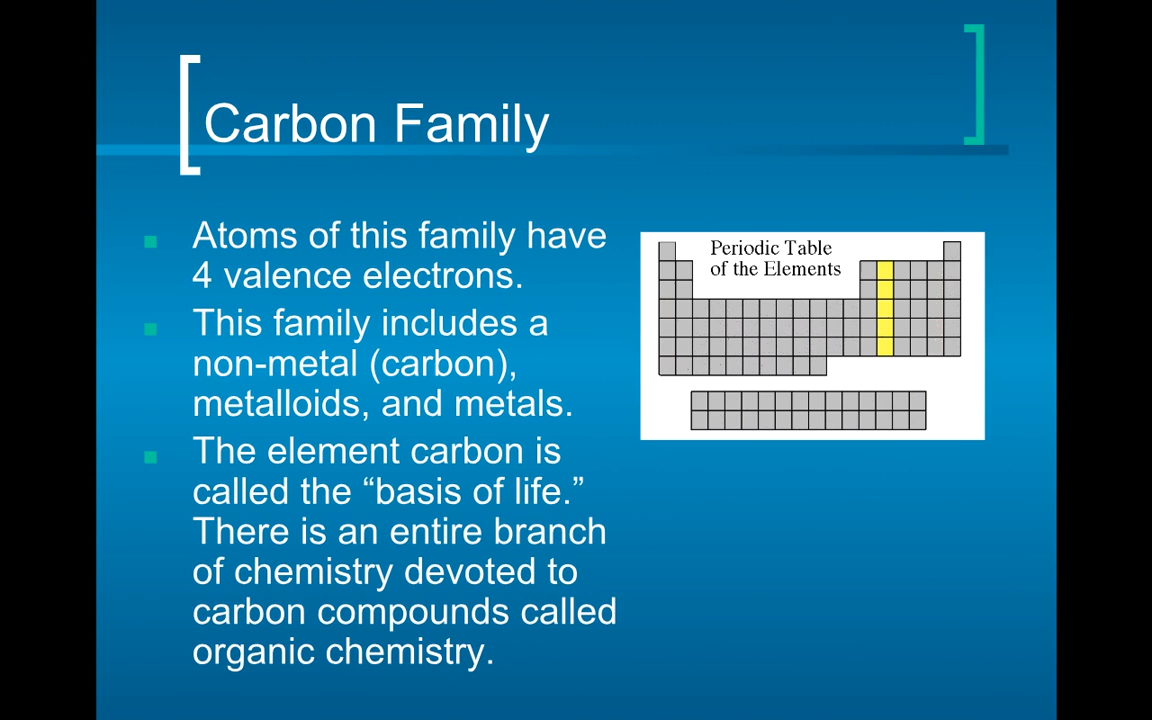 Carbon Family
Atoms of this family have
4 valence electrons.
This family includes a
non-metal (carbon),
metalloids, and metals.
The element carbon is
called the “basis of life.”
There is an entire branch
of chemistry devoted to
carbon compounds called
organic chemistry.
Periodic Table
of the Elements